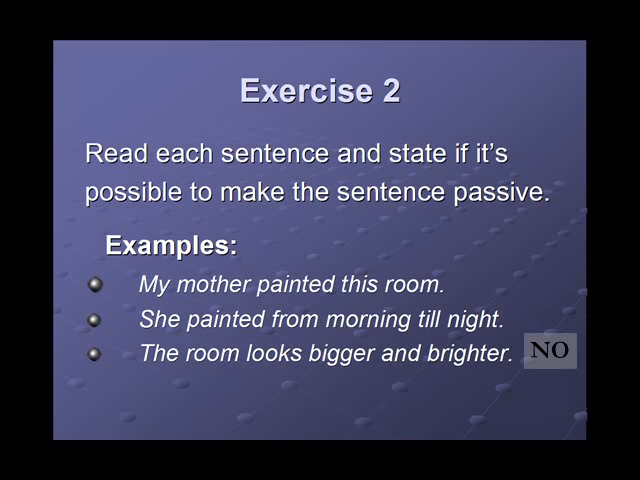 Exercise 2
Read each sentence and state if it's
possible to make the sentence passive.
Examples:
My mother painted this room.
She painted from morning till night.
The room looks bigger and brighter. NO